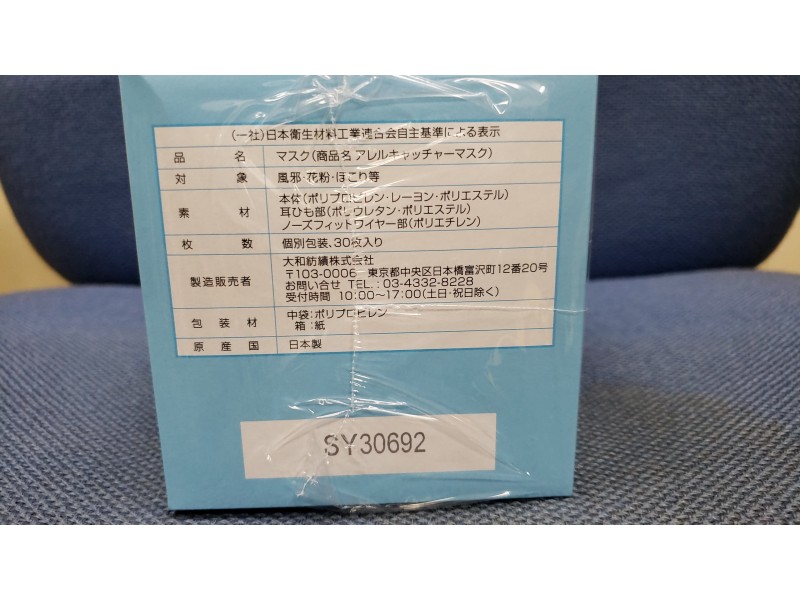 (一社)日本衛生材料工業連合会自主基準による表示
品名 マスク(商品名 アレルキャッチャーマスク)
対象 風邪・花粉・ほこり等
素材 本体(ポリプロピレン・レーヨン・ポリエステル)
耳ひも部(ポリウレタン・ポリエステル)
ノーズフィットワイヤー部(ポリエチレン)
枚数 個別包装、30枚入り
製造販売者 大和紡績株式会社
〒103-0006 東京都中央区日本橋富沢町12番20号
お問い合せ TEL.:03-4332-8228
受付時間 10:00〜17:00(土日・祝日除く)
包装材 中袋:ポリプロピレン
箱:紙
原産国 日本製
SY30692